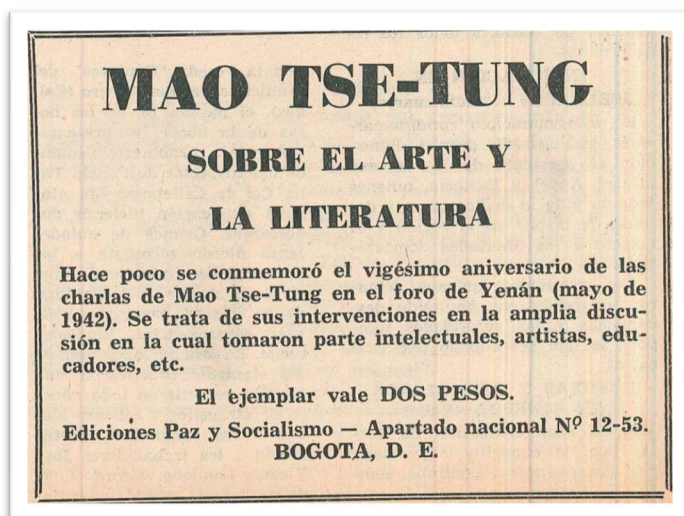 MAO TSE-TUNG
SOBRE EL ARTE Y
LA LITERATURA
Hace poco se conmemoró el vigésimo aniversario de las
charlas de Mao Tse-Tung en el foro de Yenán (mayo de
1942). Se trata de sus intervenciones en la amplia discu-
sión en la cual tomaron parte intelectuales, artistas, edu-
cadores, etc.
El ejemplar vale DOS PESOS.
Ediciones Paz y Socialismo — Apartado nacional Nº 12-53.
BOGOTA, D. E.